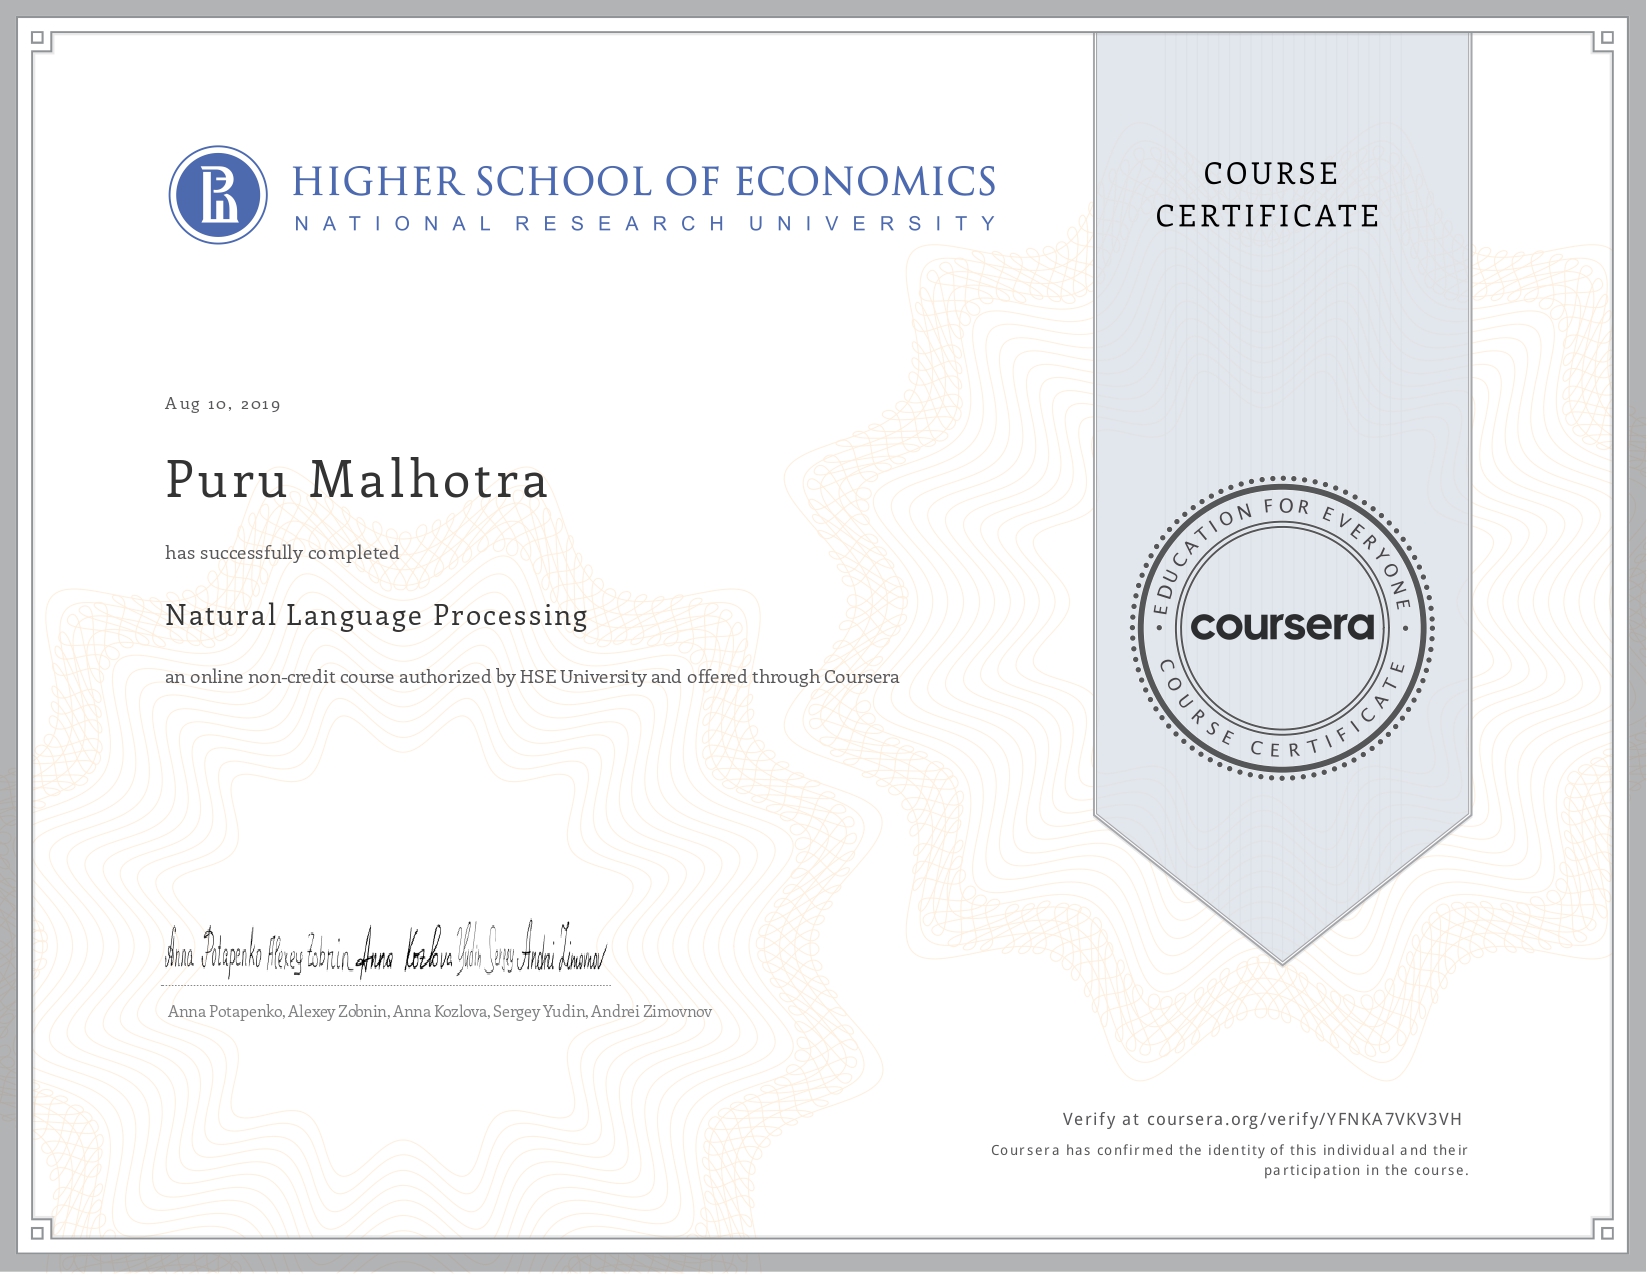 HIGHER SCHOOL OF ECONOMICS
NATIONAL RESEARCH UNIVERSITY
COURSE
CERTIFICATE
Aug 10, 2019
Puru Malhotra
has successfully completed
Natural Language Processing
an online non-credit course authorized by HSE University and offered through Coursera
EDUCATION FOR EVERYONE
coursera
COURSE CERTIFICATE
Anna Potapenko Alexey Zobnin Anna Kozlova Yudin Sergey Andrei Zimovnov
Anna Potapenko, Alexey Zobnin, Anna Kozlova, Sergey Yudin, Andrei Zimovnov
Verify at coursera.org/verify/YFNKA7VKV3VH
Coursera has confirmed the identity of this individual and their
participation in the course.